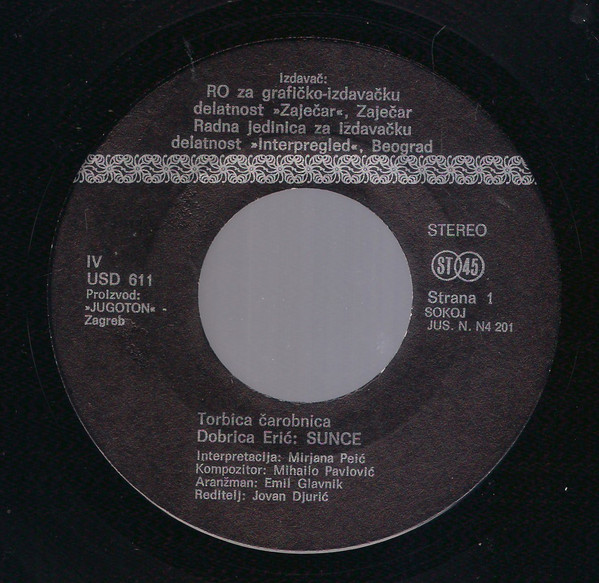 Izdavač:
RO za grafičko-izdavačku
delatnost »Zaječar«, Zaječar
Radna jedinica za izdavačku
delatnost »Interpregled«, Beograd
STEREO
ST 45
Strana 1
SOKOJ
JUS. N. N4 201
IV
USD 611
Proizvod:
»JUGOTON« -
Zagreb
Torbica čarobnica
Dobrica Erić: SUNCE
Interpretacija: Mirjana Peić
Kompozitor: Mihailo Pavlović
Aranžman: Emil Glavnik
Reditelj: Jovan Djurić